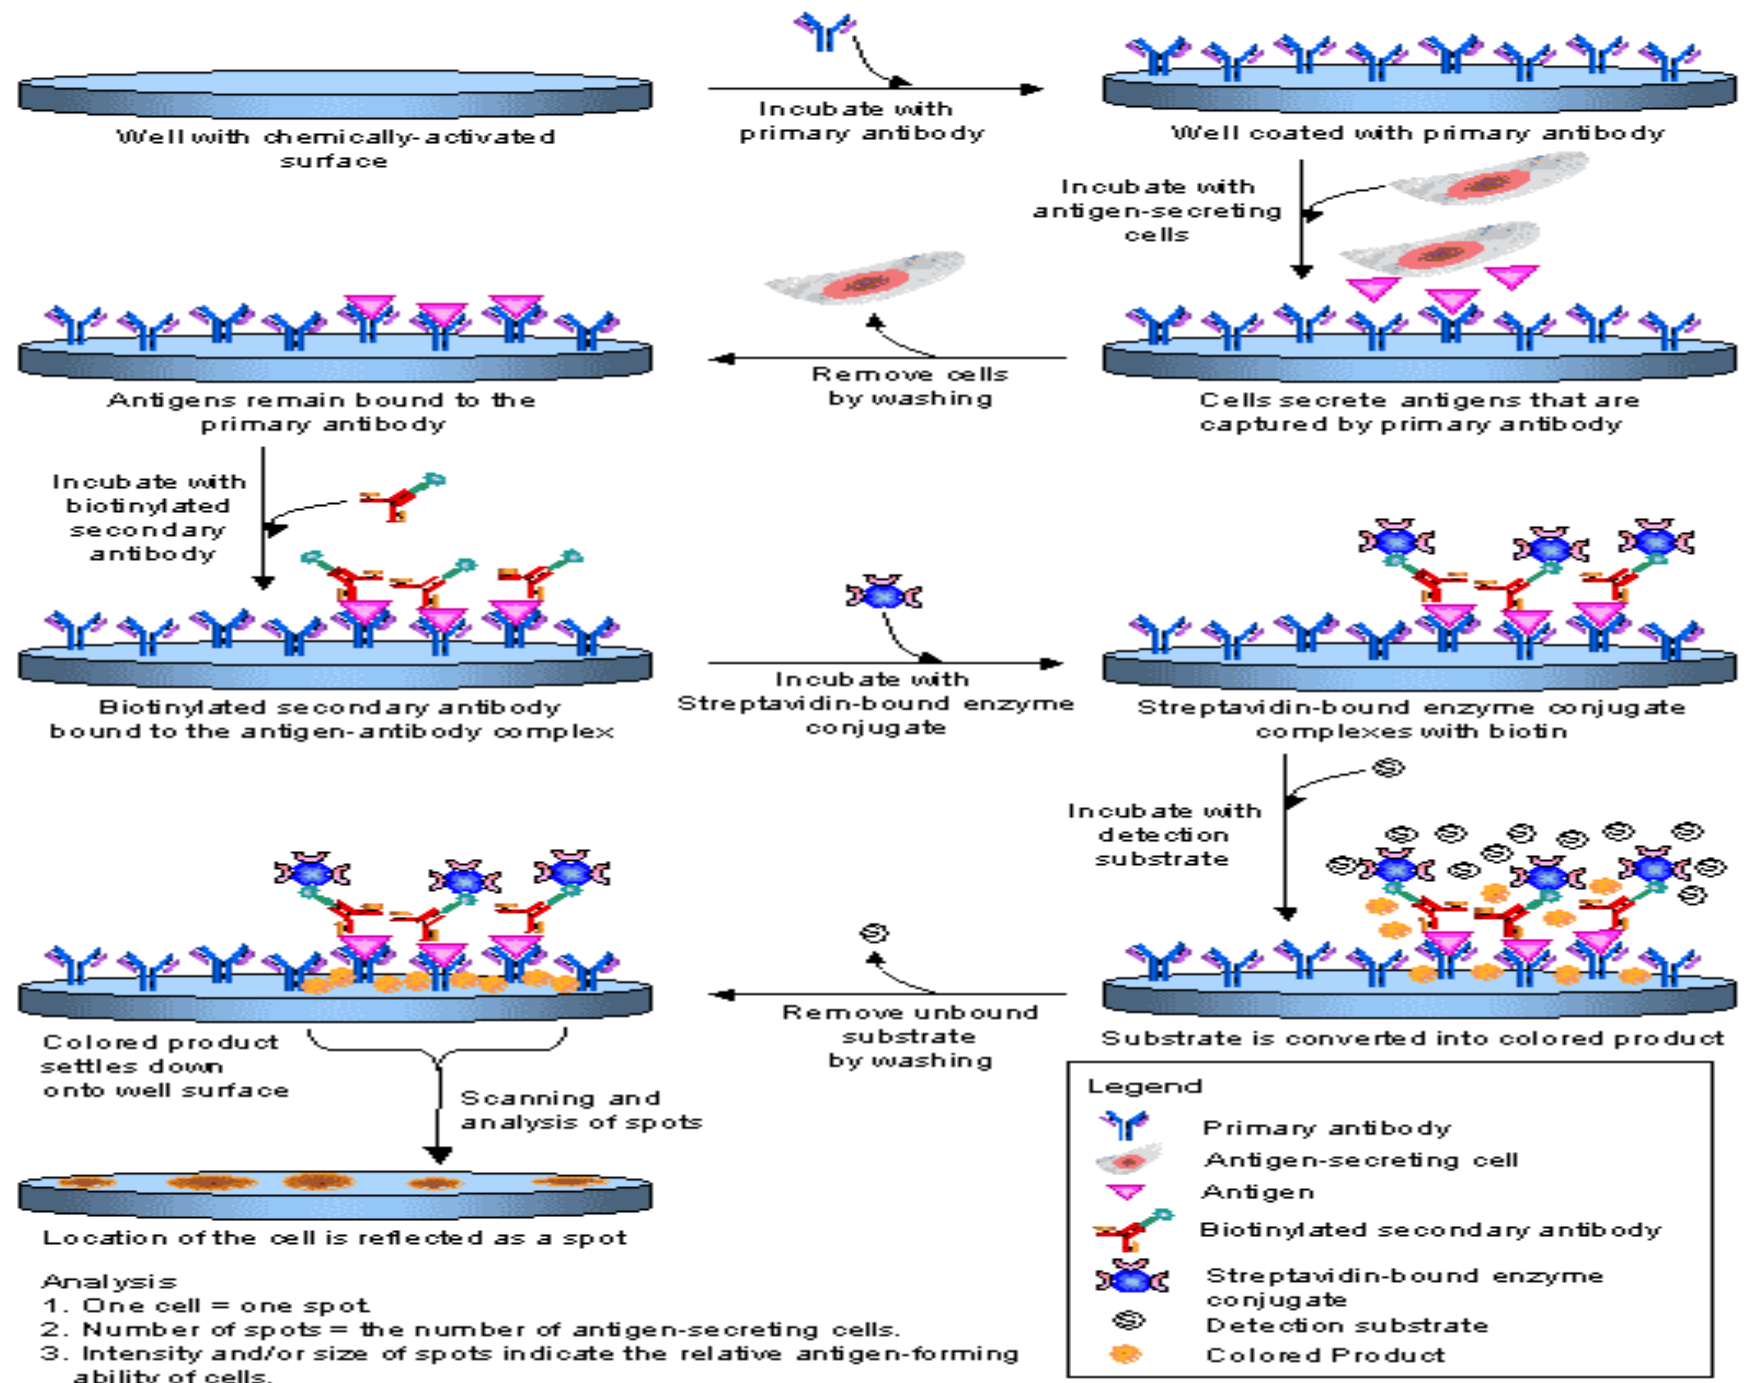 Well with chemically-activated
surface
Incubate with
primary antibody
Well coated with primary antibody
Incubate with
antigen-secreting
cells
Cells secrete antigens that are
captured by primary antibody
Remove cells
by washing
Antigens remain bound to the
primary antibody
Incubate with
biotinylated
secondary
antibody
Biotinylated secondary antibody
bound to the antigen-antibody complex
Incubate with
Streptavidin-bound enzyme
conjugate
Streptavidin-bound enzyme conjugate
complexes with biotin
Incubate with
detection
substrate
Substrate is converted into colored product
Remove unbound
substrate
by washing
Colored product
settles down
onto well surface
Scanning and
analysis of spots
Location of the cell is reflected as a spot
Analysis
1. One cell = one spot.
2. Number of spots = the number of antigen-secreting cells.
3. Intensity and/or size of spots indicate the relative antigen-forming
ability of cells.
Legend
Primary antibody
Antigen-secreting cell
Antigen
Biotinylated secondary antibody
Streptavidin-bound enzyme
conjugate
S
Detection substrate
Colored Product